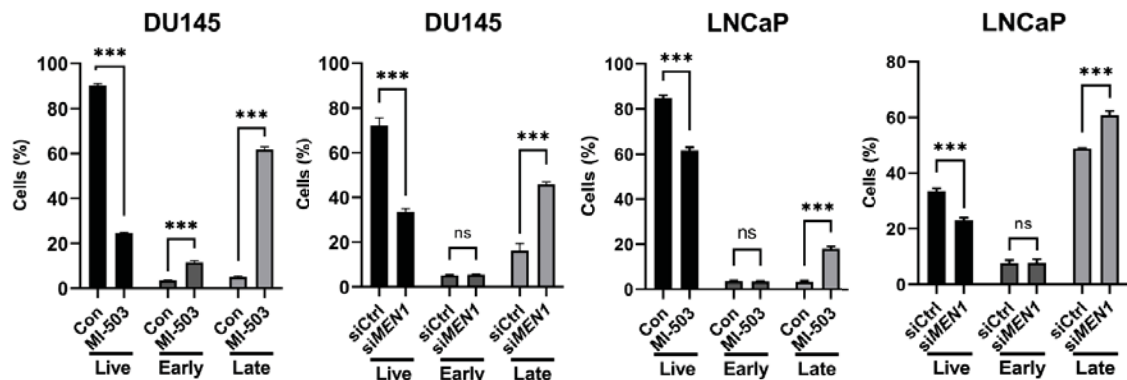 DU145
Cells (%)
100
80
60
40
20
0
***
***
***
Con
MI-503
Con
MI-503
Con
MI-503
Live
Early
Late
DU145
Cells (%)
100
80
60
40
20
0
***
ns
***
siCtrl
siMEN1
siCtrl
siMEN1
siCtrl
siMEN1
Live
Early
Late
LNCaP
Cells (%)
100
80
60
40
20
0
***
ns
***
Con
MI-503
Con
MI-503
Con
MI-503
Live
Early
Late
LNCaP
Cells (%)
80
60
40
20
0
***
ns
***
siCtrl
siMEN1
siCtrl
siMEN1
siCtrl
siMEN1
Live
Early
Late